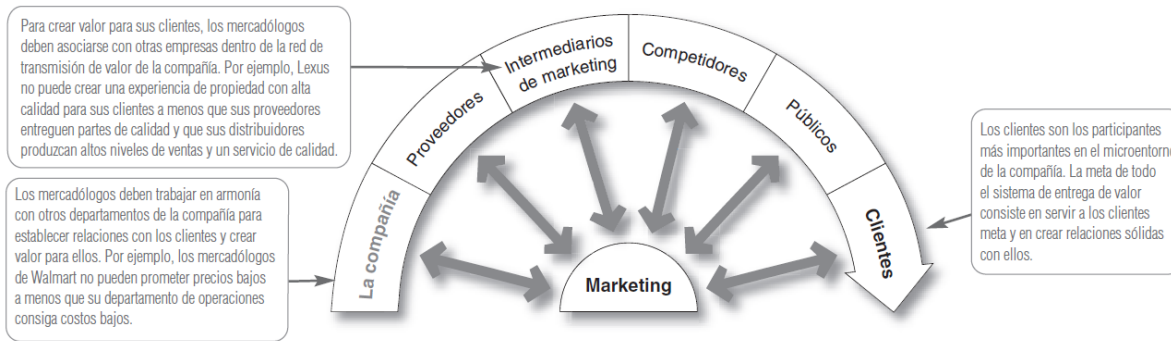 Para crear valor para sus clientes, los mercadólogos
deben asociarse con otras empresas dentro de la red de
transmisión de valor de la compañía. Por ejemplo, Lexus
no puede crear una experiencia de propiedad con alta
calidad para sus clientes a menos que sus proveedores
entreguen partes de calidad y que sus distribuidores
produzcan altos niveles de ventas y un servicio de calidad.
Los mercadólogos deben trabajar en armonía
con otros departamentos de la compañía para
establecer relaciones con los clientes y crear
valor para ellos. Por ejemplo, los mercadólogos
de Walmart no pueden prometer precios bajos
a menos que su departamento de operaciones
consiga costos bajos.
La compañía
Proveedores
Intermediarios
de marketing
Competidores
Públicos
Clientes
Marketing
Los clientes son los participantes
más importantes en el microentorno
de la compañía. La meta de todo
el sistema de entrega de valor
consiste en servir a los clientes
meta y en crear relaciones sólidas
con ellos.